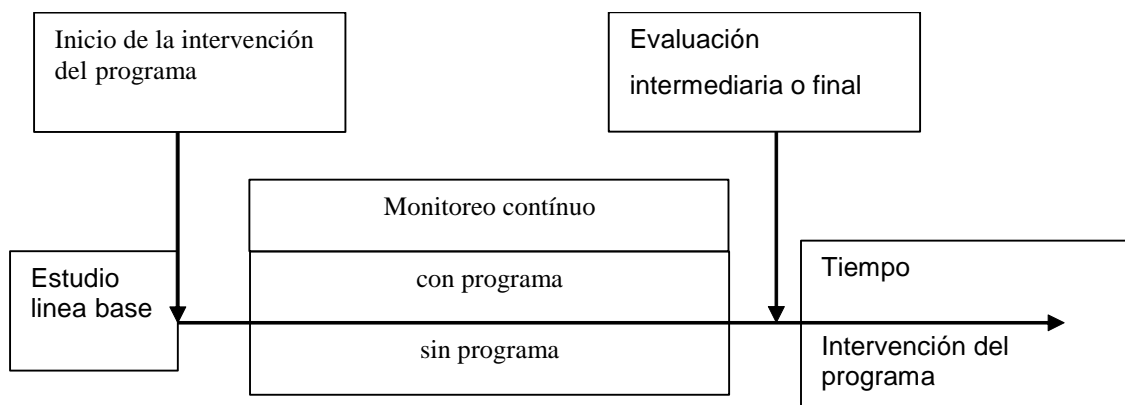 Inicio de la intervención
del programa
Evaluación
intermediaria o final
Monitoreo contínuo
Estudio
linea base
con programa
sin programa
Tiempo
Intervención del
programa